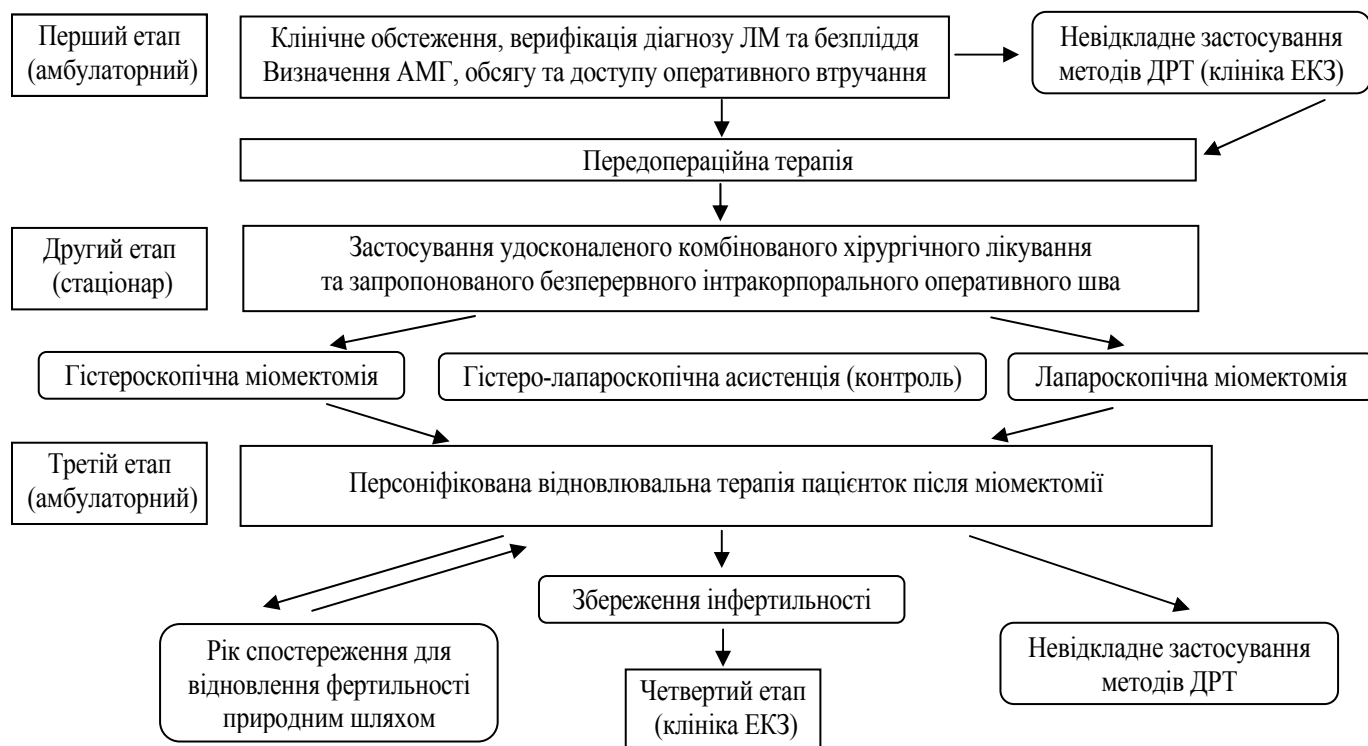 Перший етап
(амбулаторний)
Клінічне обстеження, верифікація діагнозу ЛМ та безпліддя
Визначення АМГ, обсягу та доступу оперативного втручання
Невідкладне застосування
методів ДРТ (клініка ЕКЗ)
Передопераційна терапія
Другий етап
(стаціонар)
Застосування удосконаленого комбінованого хірургічного лікування
та запропонованого безперервного інтракорпорального оперативного шва
Гістероскопічна міомектомія
Гістеро-лапароскопічна асистенція (контроль)
Лапароскопічна міомектомія
Третій етап
(амбулаторний)
Персоніфікована відновлювальна терапія пацієнток після міомектомії
Рік спостереження для
відновлення фертильності
природним шляхом
Збереження інфертильності
Четвертий етап
(клініка ЕКЗ)
Невідкладне застосування
методів ДРТ